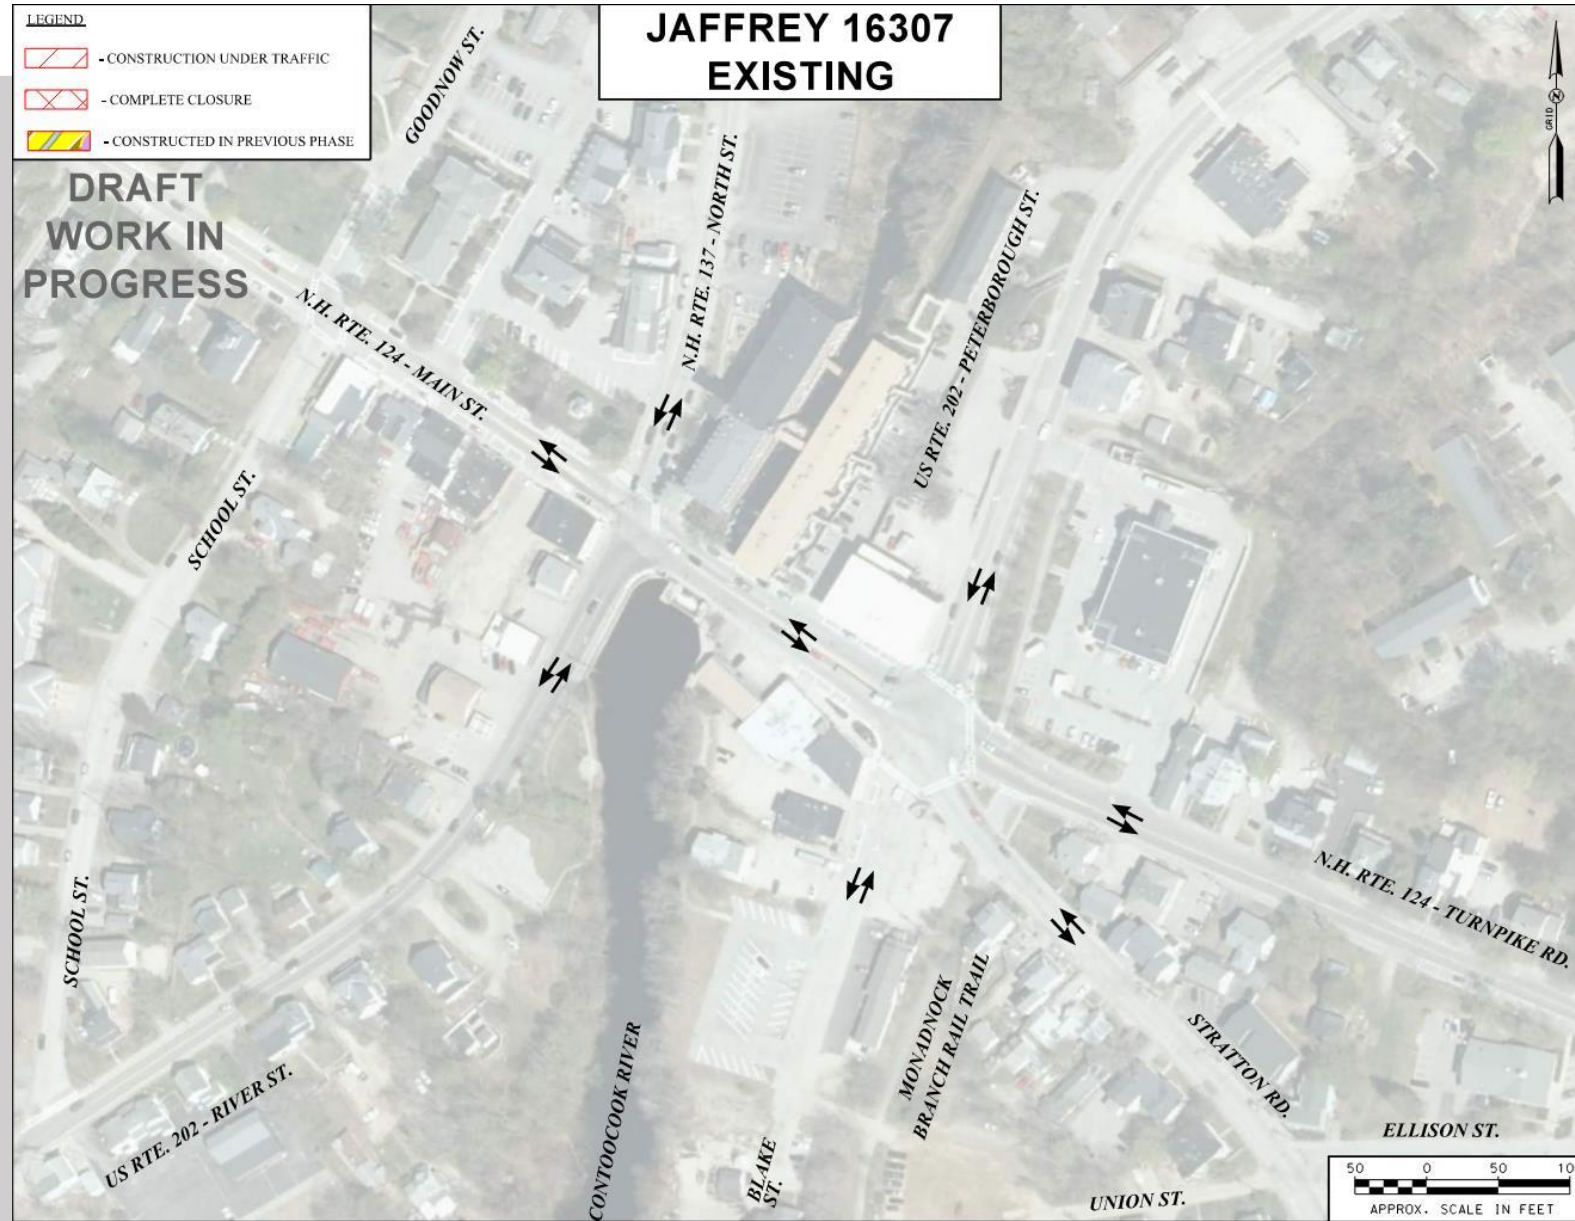 LEGEND
- CONSTRUCTION UNDER TRAFFIC
- COMPLETE CLOSURE
- CONSTRUCTED IN PREVIOUS PHASE
JAFFREY 16307
EXISTING
DRAFT
WORK IN
PROGRESS
GRID
N
GOODNOW ST.
N.H. RTE. 137 - NORTH ST.
US RTE. 202 - PETERBOROUGH ST.
N.H. RTE. 124 - MAIN ST.
SCHOOL ST.
SCHOOL ST.
N.H. RTE. 124 - TURNPIKE RD.
US RTE. 202 - RIVER ST.
CONTOOCOOK RIVER
BLAKE
ST.
MONADNOCK
BRANCH RAIL TRAIL
STRATTON RD.
ELLISON ST.
UNION ST.
50 0 50 10
APPROX. SCALE IN FEET